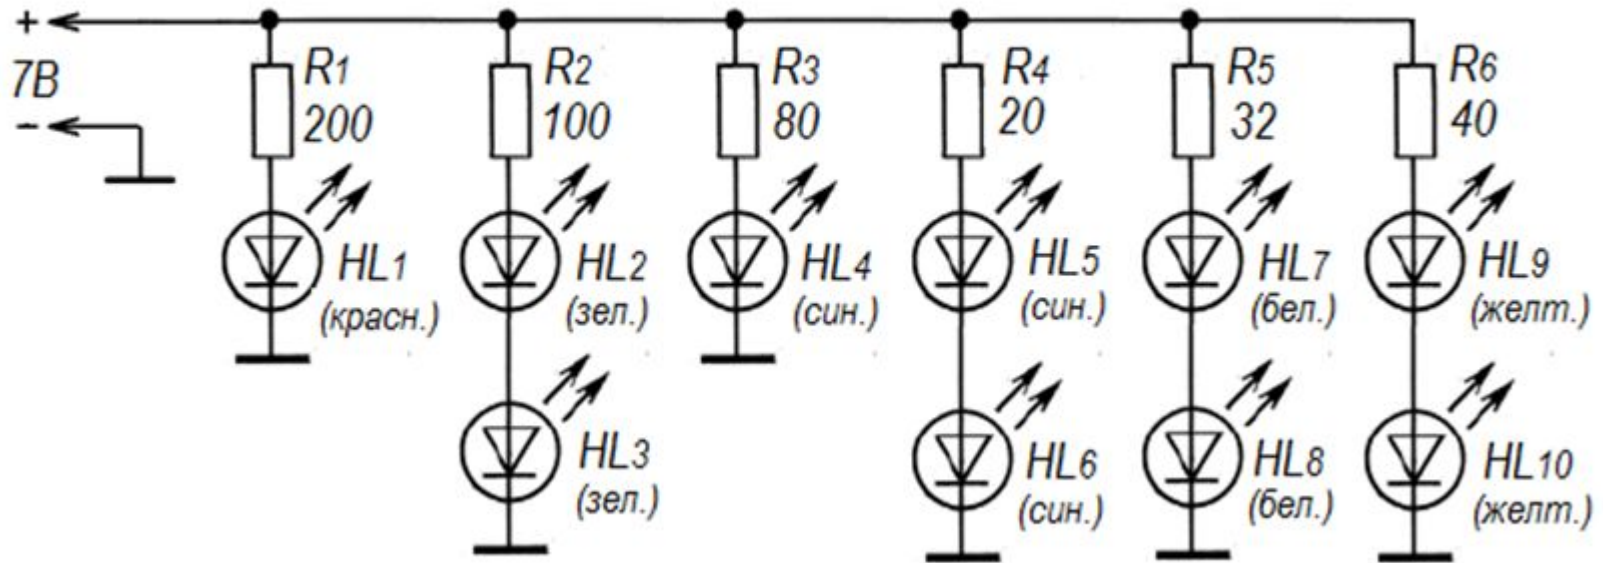 +
7В
−
R1
200
R2
100
R3
80
R4
20
R5
32
R6
40
HL1
(красн.)
HL2
(зел.)
HL4
(син.)
HL5
(син.)
HL7
(бел.)
HL9
(желт.)
HL3
(зел.)
HL6
(син.)
HL8
(бел.)
HL10
(желт.)